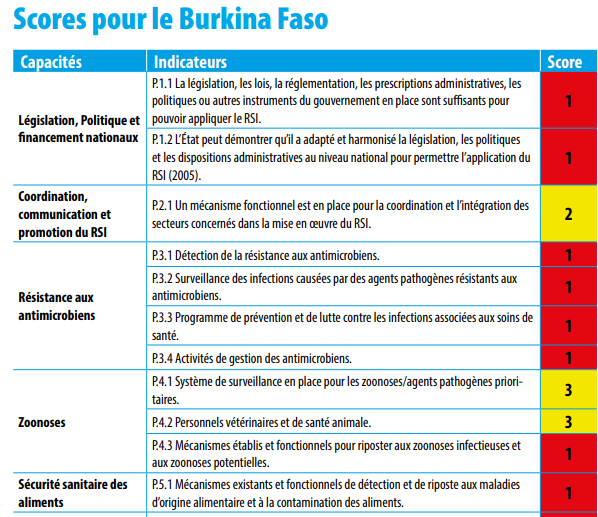 Scores pour le Burkina Faso
Capacités Indicateurs Score
Législation, Politique et
financement nationaux
P.1.1 La législation, les lois, la réglementation, les prescriptions administratives, les
politiques ou autres instruments du gouvernement en place sont suffisants pour
pouvoir appliquer le RSI.
1
P.1.2 L'État peut démontrer qu'il a adapté et harmonisé la législation, les politiques
et les dispositions administratives au niveau national pour permettre l'application du
RSI (2005).
1
Coordination,
communication et
promotion du RSI
P.2.1 Un mécanisme fonctionnel est en place pour la coordination et l'intégration des
secteurs concernés dans la mise en œuvre du RSI.
2
Résistance aux
antimicrobiens
P.3.1 Détection de la résistance aux antimicrobiens.
1
P.3.2 Surveillance des infections causées par des agents pathogènes résistants aux
antimicrobiens.
1
P.3.3 Programme de prévention et de lutte contre les infections associées aux soins de
santé.
1
P.3.4 Activités de gestion des antimicrobiens.
1
Zoonoses
P.4.1 Système de surveillance en place pour les zoonoses/agents pathogènes priori-
taires.
3
P.4.2 Personnels vétérinaires et de santé animale.
3
P.4.3 Mécanismes établis et fonctionnels pour riposter aux zoonoses infectieuses et
aux zoonoses potentielles.
1
Sécurité sanitaire des
aliments
P.5.1 Mécanismes existants et fonctionnels de détection et de riposte aux maladies
d'origine alimentaire et à la contamination des aliments.
1